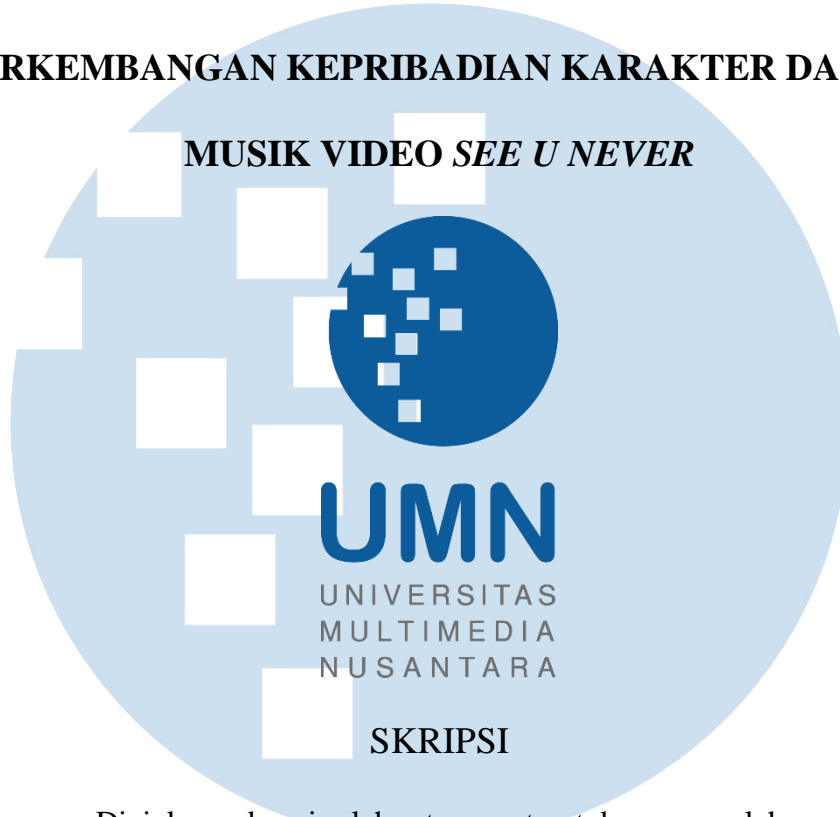 RKEMBANGAN KEPRIBADIAN KARAKTER DA
MUSIK VIDEO SEE U NEVER
UMN
UNIVERSITAS
MULTIMEDIA
NUSANTARA
SKRIPSI